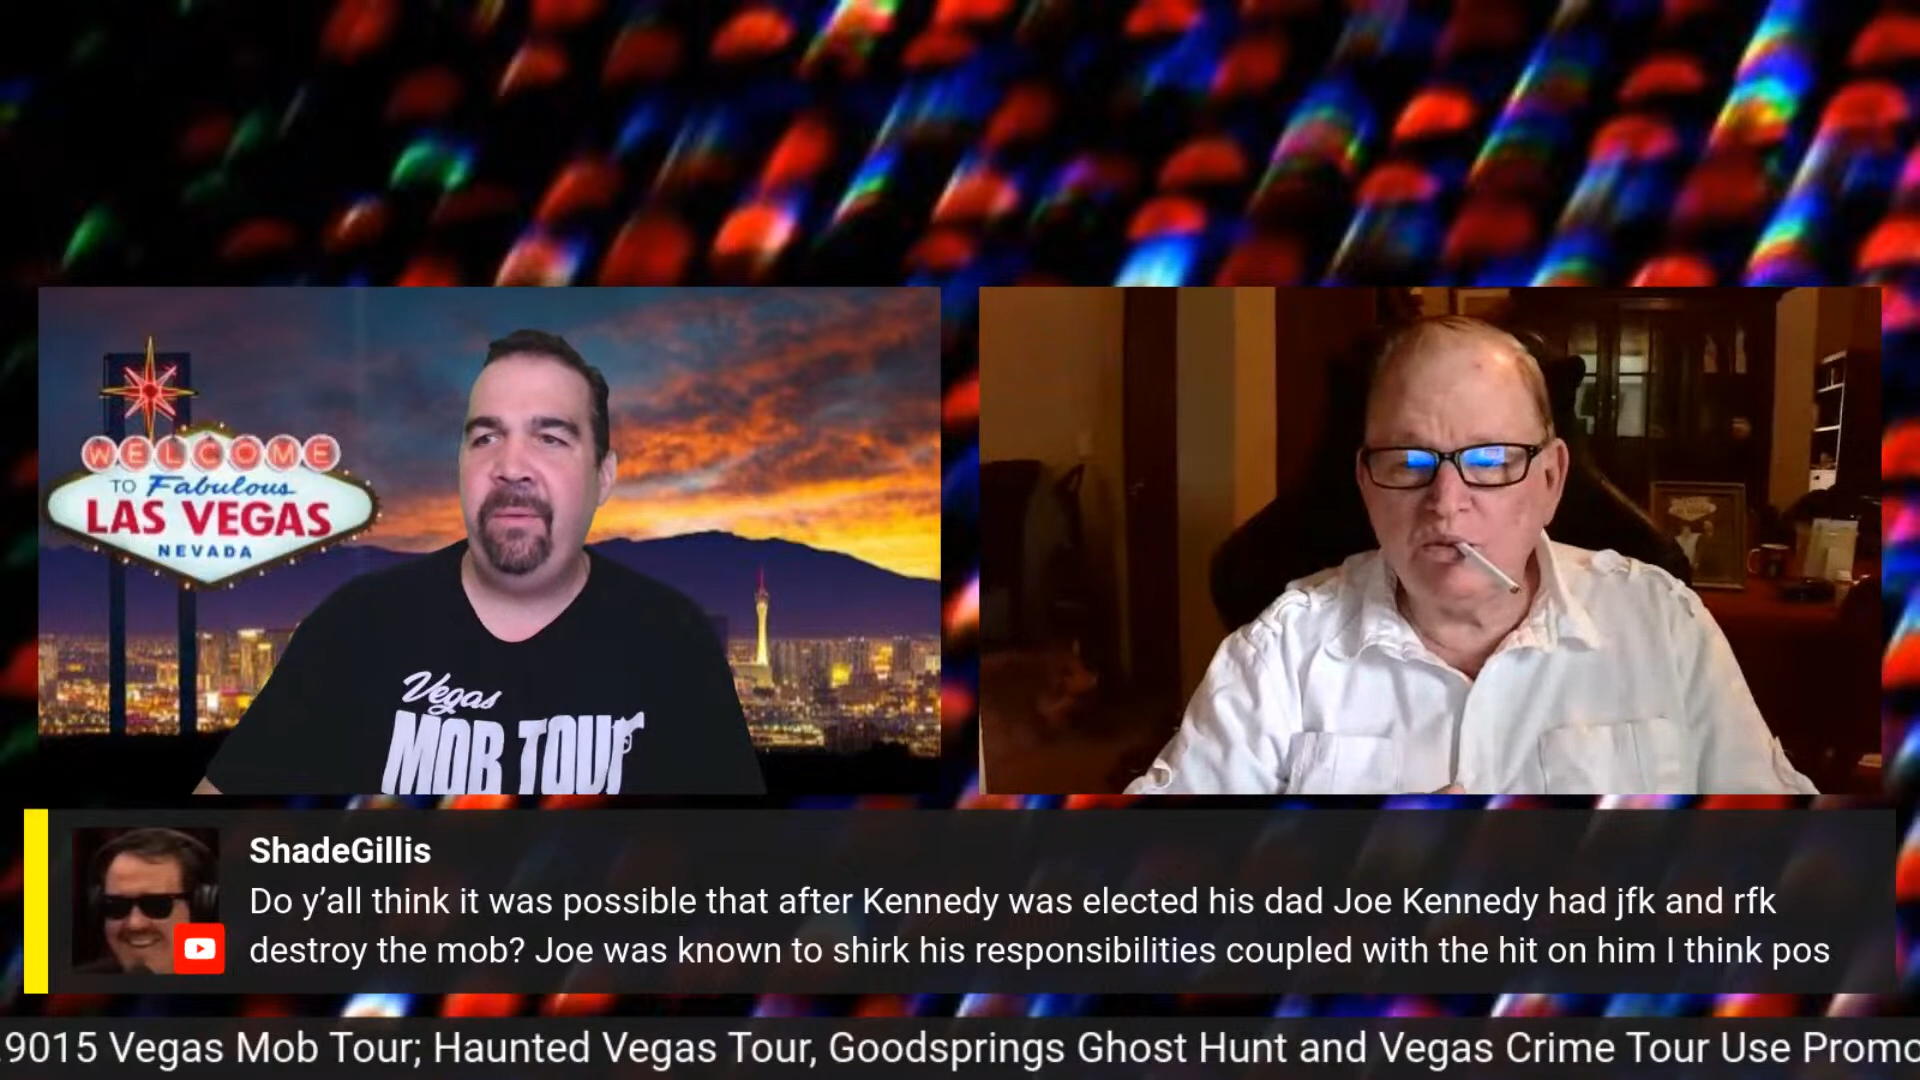 WELCOME
TO Fabulous
LAS VEGAS
NEVADA
Vegas
MOB TOUR
ShadeGillis
Do y’all think it was possible that after Kennedy was elected his dad Joe Kennedy had jfk and rfk
destroy the mob? Joe was known to shirk his responsibilities coupled with the hit on him I think pos
9015 Vegas Mob Tour; Haunted Vegas Tour, Goodsprings Ghost Hunt and Vegas Crime Tour Use Promo